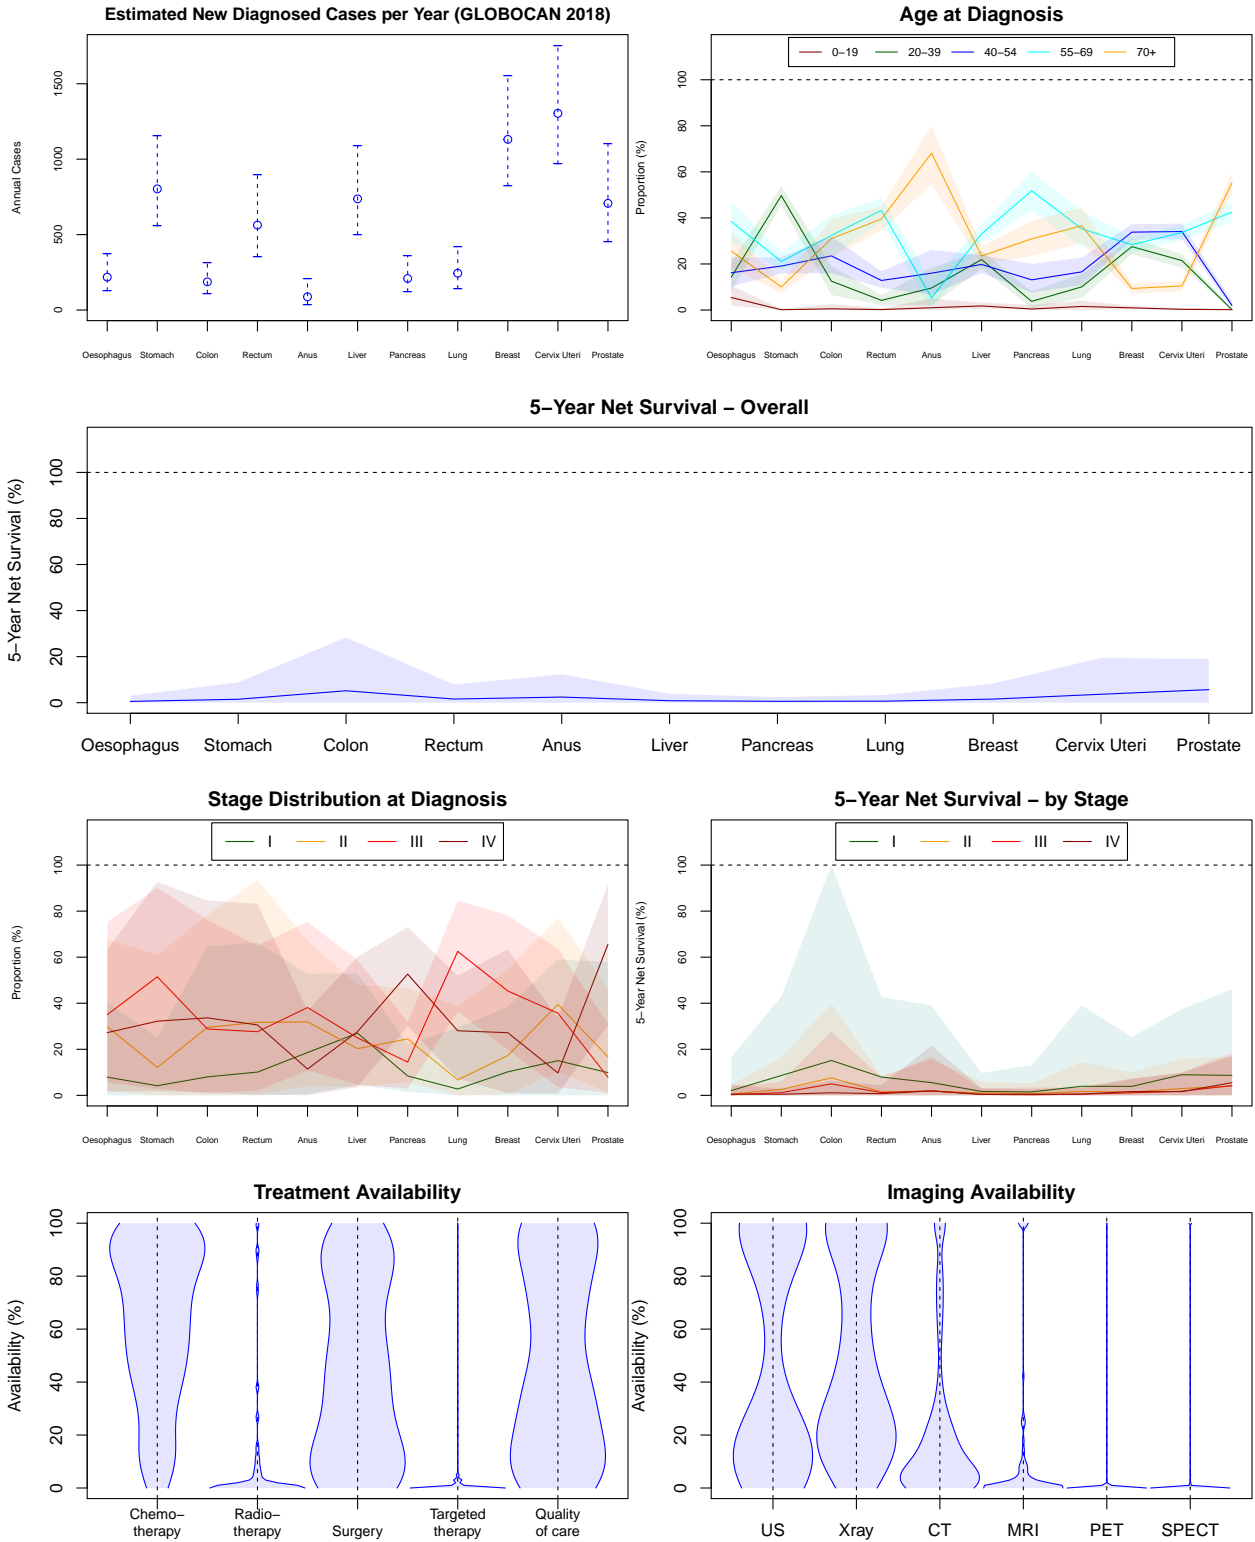 Estimated New Diagnosed Cases per Year (GLOBOCAN 2018)
Annual Cases
0
500
1000
1500
Oesophagus Stomach Colon Rectum Anus Liver Pancreas Lung Breast Cervix Uteri Prostate
Age at Diagnosis
0−19 20−39 40−54 55−69 70+
Proportion (%)
0
20
40
60
80
100
Oesophagus Stomach Colon Rectum Anus Liver Pancreas Lung Breast Cervix Uteri Prostate
5−Year Net Survival − Overall
5−Year Net Survival (%)
0
20
40
60
80
100
Oesophagus Stomach Colon Rectum Anus Liver Pancreas Lung Breast Cervix Uteri Prostate
Stage Distribution at Diagnosis
I II III IV
Proportion (%)
0
20
40
60
80
100
Oesophagus Stomach Colon Rectum Anus Liver Pancreas Lung Breast Cervix Uteri Prostate
5−Year Net Survival − by Stage
I II III IV
5−Year Net Survival (%)
0
20
40
60
80
100
Oesophagus Stomach Colon Rectum Anus Liver Pancreas Lung Breast Cervix Uteri Prostate
Treatment Availability
Availability (%)
0
20
40
60
80
100
Chemo−
therapy
Radio−
therapy
Surgery
Targeted
therapy
Quality
of care
Imaging Availability
Availability (%)
0
20
40
60
80
100
US Xray CT MRI PET SPECT